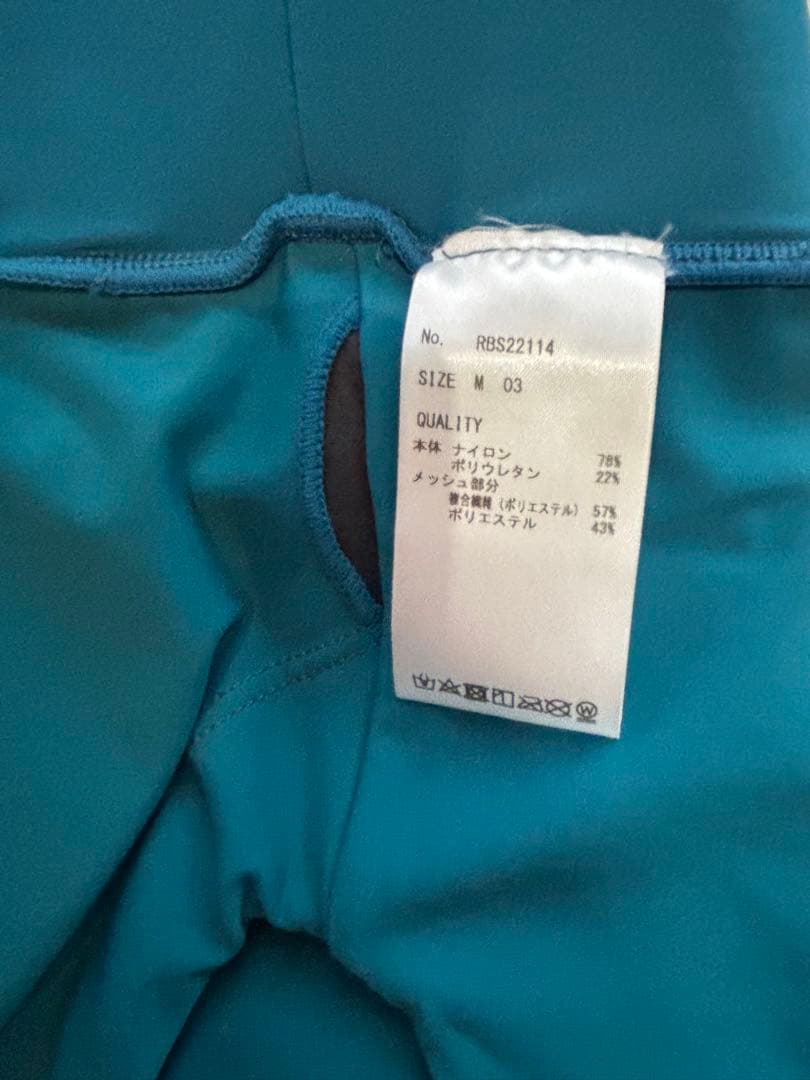 No. RBS22114
SIZE M 03
QUALITY
本体 ナイロン 78%
ポリウレタン 22%
メッシュ部分
複合繊維(ポリエステル) 57%
ポリエステル 43%
W